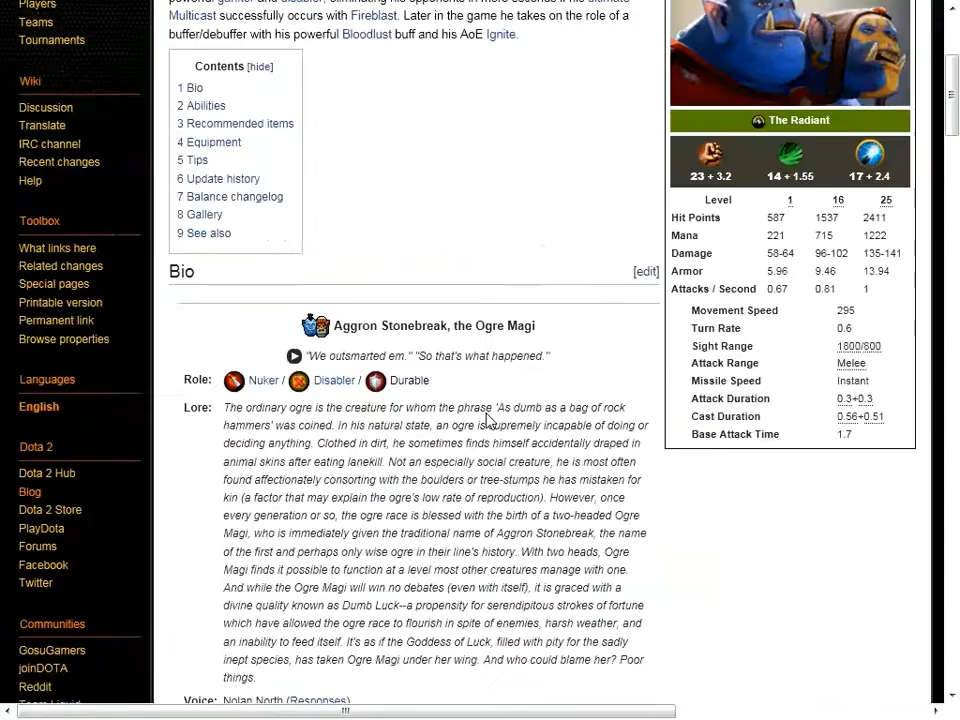 Players
Teams
Tournaments
Wiki
Discussion
Translate
IRC channel
Recent changes
Help
Toolbox
What links here
Related changes
Special pages
Printable version
Permanent link
Browse properties
Languages
English
Dota 2
Dota 2 Hub
Blog
Dota 2 Store
PlayDota
Forums
Facebook
Twitter
Communities
GosuGamers
joinDOTA
Reddit
Multicast successfully occurs with Fireblast. Later in the game he takes on the role of a
buffer/debuffer with his powerful Bloodlust buff and his AoE Ignite.
Contents [hide]
1 Bio
2 Abilities
3 Recommended items
4 Equipment
5 Tips
6 Update history
7 Balance changelog
8 Gallery
9 See also
Bio [edit]
Aggron Stonebreak, the Ogre Magi
"We outsmarted em." "So that's what happened."
Role: Nuker / Disabler / Durable
Lore: The ordinary ogre is the creature for whom the phrase 'As dumb as a bag of rock
hammers' was coined. In his natural state, an ogre is supremely incapable of doing or
deciding anything. Clothed in dirt, he sometimes finds himself accidentally draped in
animal skins after eating lanekill. Not an especially social creature, he is most often
found affectionately consorting with the boulders or tree-stumps he has mistaken for
kin (a factor that may explain the ogre's low rate of reproduction). However, once
every generation or so, the ogre race is blessed with the birth of a two-headed Ogre
Magi, who is immediately given the traditional name of Aggron Stonebreak, the name
of the first and perhaps only wise ogre in their line's history. With two heads, Ogre
Magi finds it possible to function at a level most other creatures manage with one.
And while the Ogre Magi will win no debates (even with itself), it is graced with a
divine quality known as Dumb Luck--a propensity for serendipitous strokes of fortune
which have allowed the ogre race to flourish in spite of enemies, harsh weather, and
an inability to feed itself. It's as if the Goddess of Luck, filled with pity for the sadly
inept species, has taken Ogre Magi under her wing. And who could blame her? Poor
things.
Voice: Nolan North (Responses)
The Radiant
23 + 3.2 14 + 1.55 17 + 2.4
Level 1 16 25
Hit Points 587 1537 2411
Mana 221 715 1222
Damage 58-64 96-102 135-141
Armor 5.96 9.46 13.94
Attacks / Second 0.67 0.81 1
Movement Speed 295
Turn Rate 0.6
Sight Range 1800/800
Attack Range Melee
Missile Speed Instant
Attack Duration 0.3+0.3
Cast Duration 0.56+0.51
Base Attack Time 1.7